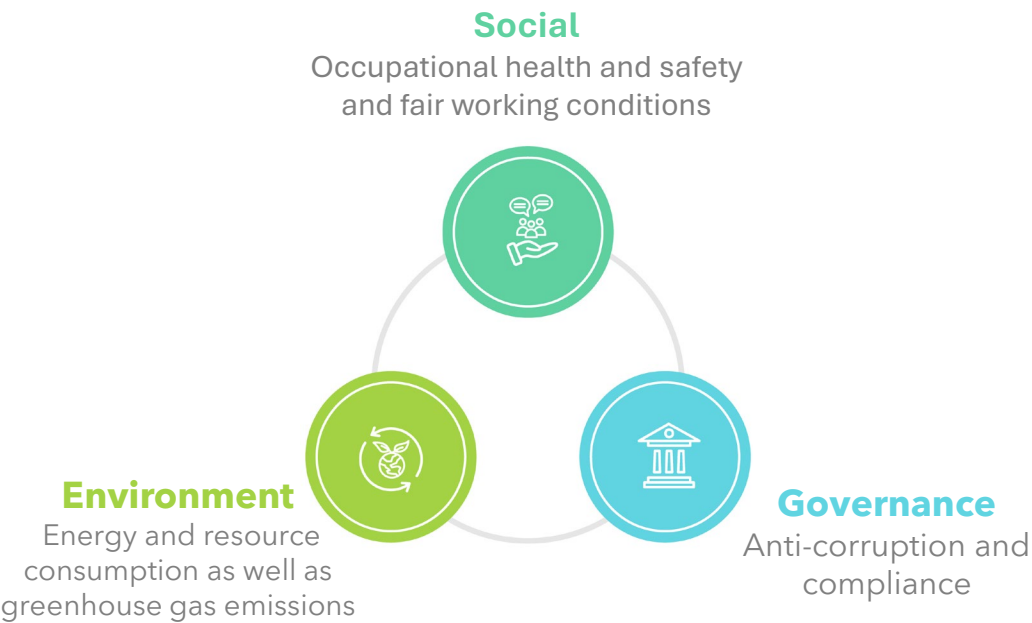 Social
Occupational health and safety
and fair working conditions
Environment
Energy and resource
consumption as well as
greenhouse gas emissions
Governance
Anti-corruption and
compliance